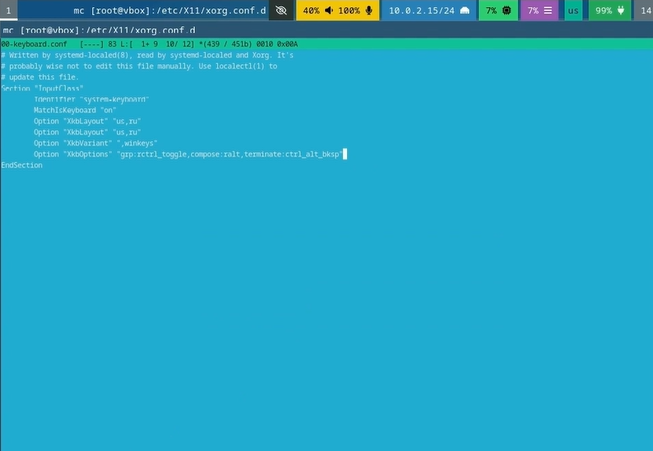 1 mc [root@vbox]:/etc/X11/xorg.conf.d 40% 100% 10.0.2.15/24 7% 7% us 99% 14
mc [root@vbox]:/etc/X11/xorg.conf.d
00-keyboard.conf [----] 83 L:[ 1+ 9 10/ 12] *(439 / 451b) 0010 0x00A
# Written by systemd-localed(8), read by systemd-localed and Xorg. It's
# probably wise not to edit this file manually. Use localectl(1) to
# update this file.
Section "InputClass"
Identifier "system-keyboard"
MatchIsKeyboard "on"
Option "XkbLayout" "us,ru"
Option "XkbLayout" "us,ru"
Option "XkbVariant" ",winkeys"
Option "XkbOptions" "grp:rctrl_toggle,compose:ralt,terminate:ctrl_alt_bksp"
EndSection